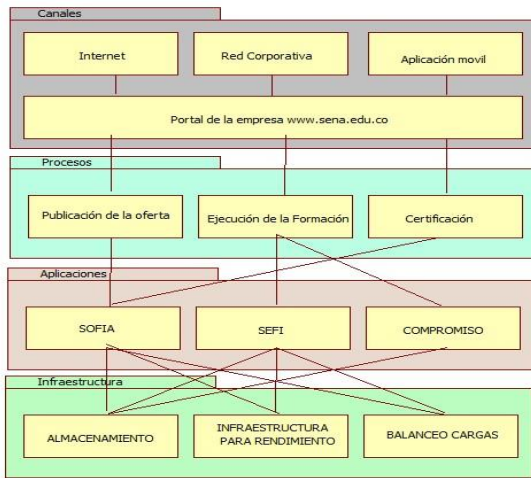 Canales
Internet
Red Corporativa
Aplicación movil
Portal de la empresa www.sena.edu.co
Procesos
Publicación de la oferta
Ejecución de la Formación
Certificación
Aplicaciones
SOFIA
SEFI
COMPROMISO
Infraestructura
ALMACENAMIENTO
INFRAESTRUCTURA
PARA RENDIMIENTO
BALANCEO CARGAS